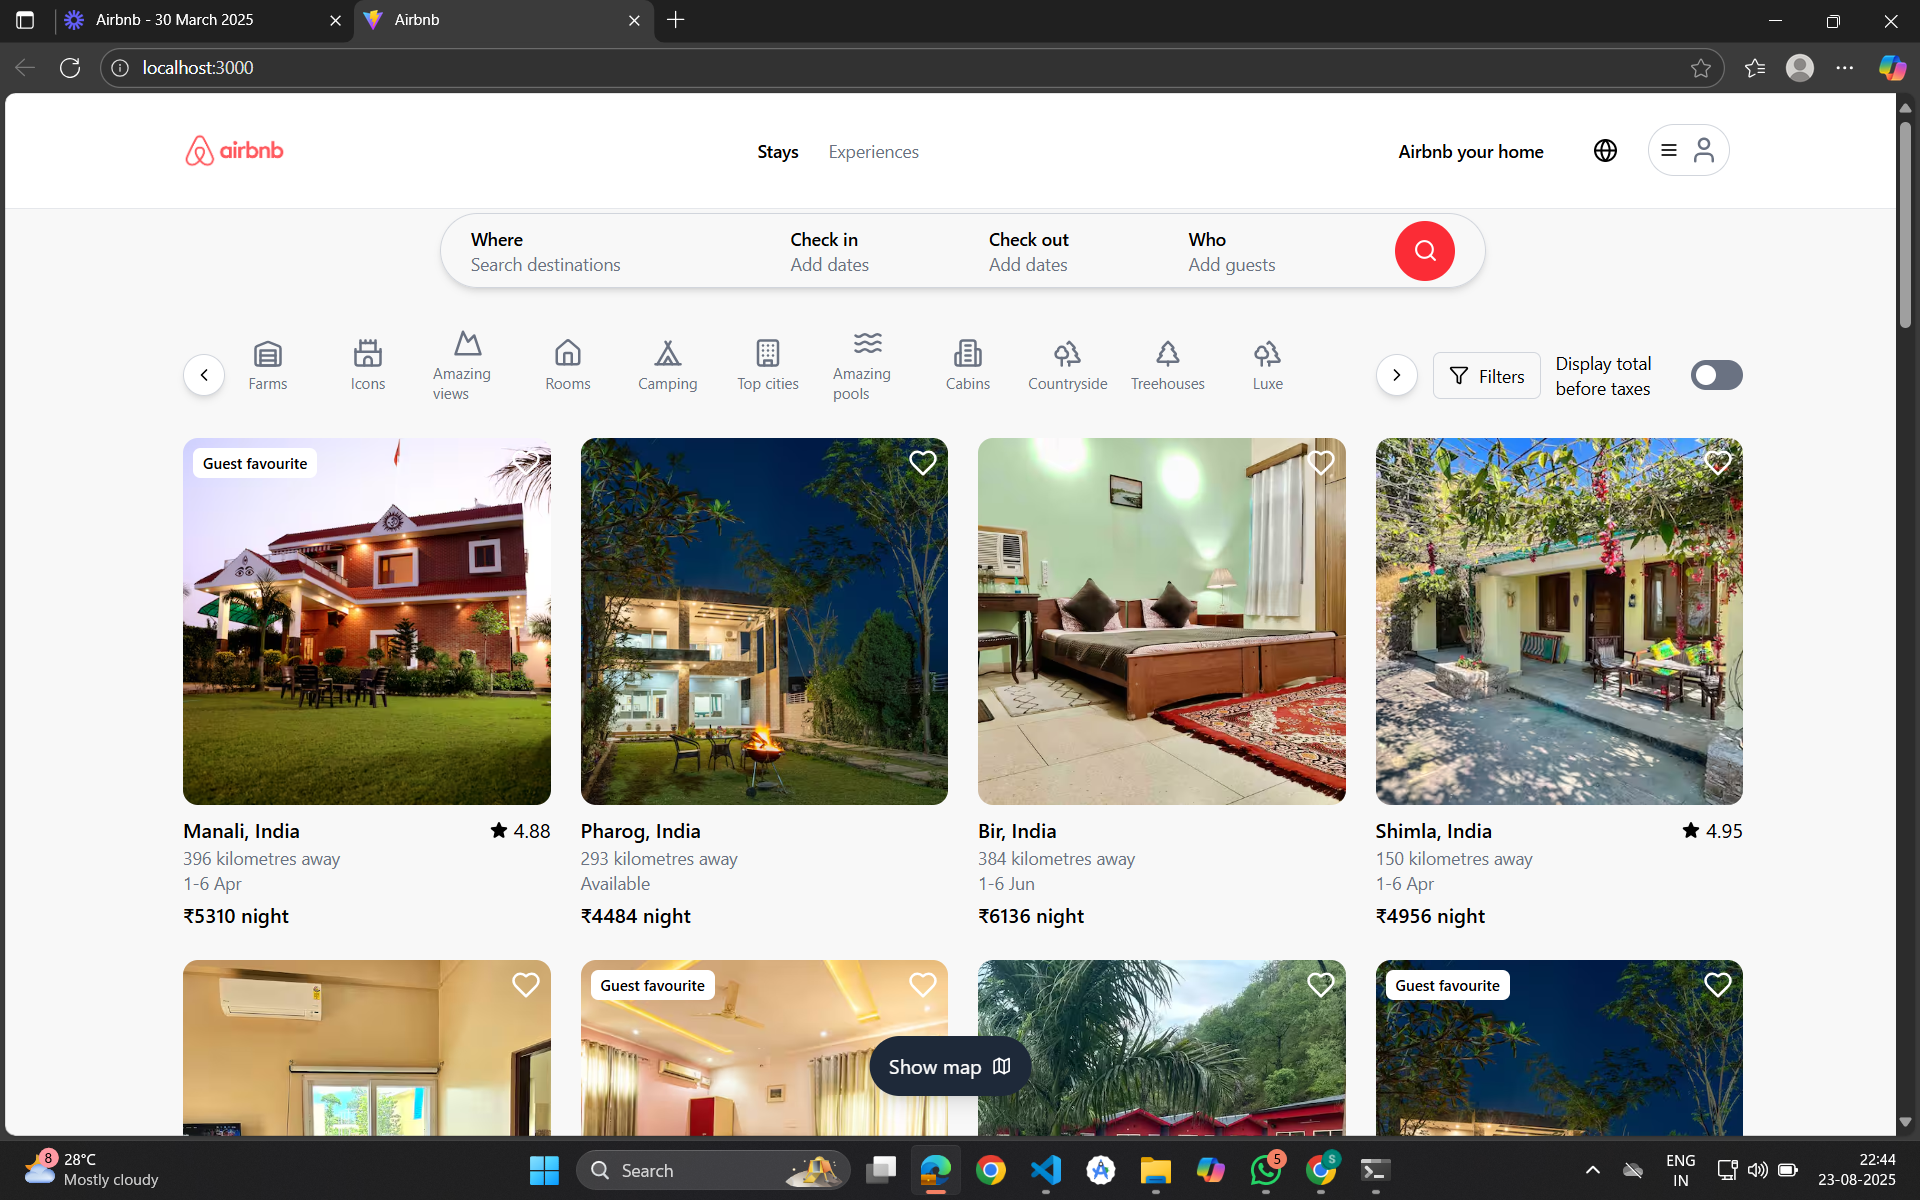 Airbnb - 30 March 2025
Airbnb
localhost:3000
airbnb
Stays
Experiences
Airbnb your home
Where
Search destinations
Check in
Add dates
Check out
Add dates
Who
Add guests
Farms
Icons
Amazing
views
Rooms
Camping
Top cities
Amazing
pools
Cabins
Countryside
Treehouses
Luxe
Filters
Display total
before taxes
Guest favourite
Manali, India
4.88
396 kilometres away
1-6 Apr
₹5310 night
Pharog, India
293 kilometres away
Available
₹4484 night
Bir, India
384 kilometres away
1-6 Jun
₹6136 night
Shimla, India
4.95
150 kilometres away
1-6 Apr
₹4956 night
Guest favourite
Guest favourite
Show map
8
28°C
Mostly cloudy
Search
5
S
ENG
IN
22:44
23-08-2025